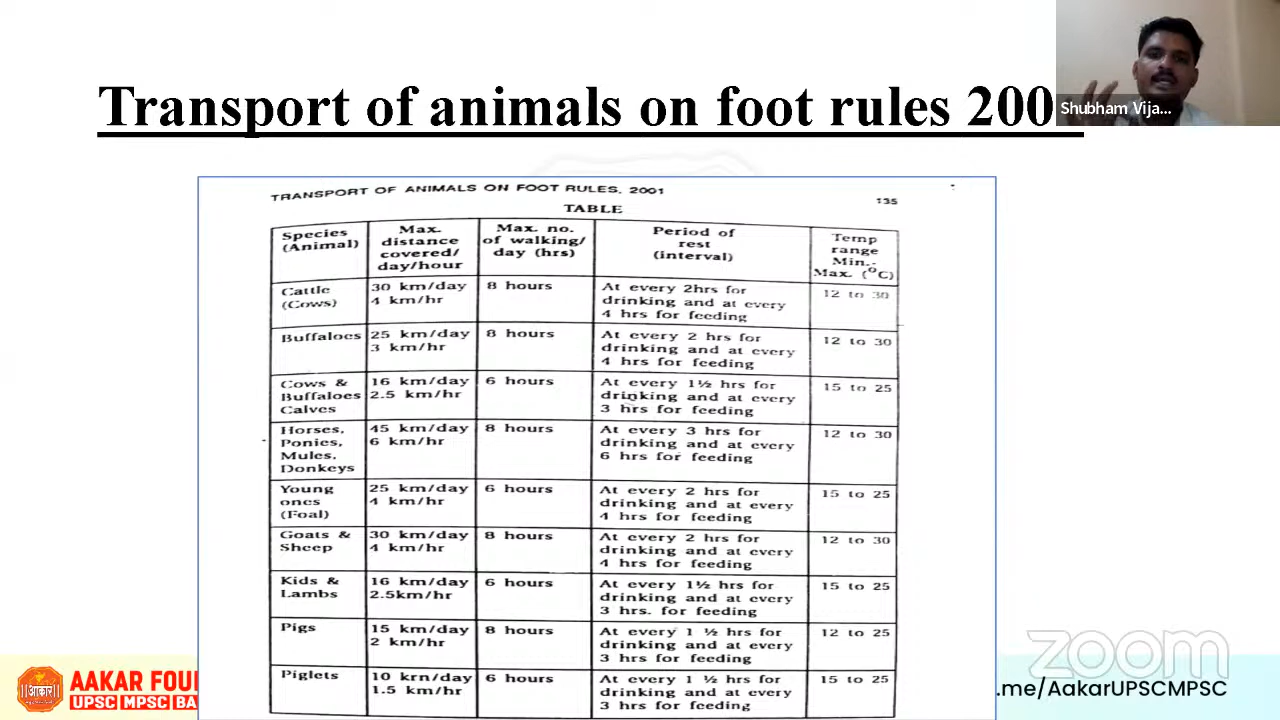 Transport of animals on foot rules 200
Shubham Vija...
TRANSPORT OF ANIMALS ON FOOT RULES, 2001
135
TABLE
Species (Animal) Max. distance covered/ day/hour Max. no. of walking/ day (hrs) Period of rest (interval) Temp range Min.- Max. (°C)
Cattle (Cows) 30 km/day 4 km/hr 8 hours At every 2hrs for drinking and at every 4 hrs for feeding 12 to 30
Buffaloes 25 km/day 3 km/hr 8 hours At every 2 hrs for drinking and at every 4 hrs for feeding 12 to 30
Cows & Buffaloes Calves 16 km/day 2.5 km/hr 6 hours At every 1½ hrs for drinking and at every 3 hrs for feeding 15 to 25
Horses, Ponies, Mules, Donkeys 45 km/day 6 km/hr 8 hours At every 3 hrs for drinking and at every 6 hrs for feeding 12 to 30
Young ones (Foal) 25 km/day 4 km/hr 6 hours At every 2 hrs for drinking and at every 4 hrs for feeding 15 to 25
Goats & Sheep 30 km/day 4 km/hr 8 hours At every 2 hrs for drinking and at every 4 hrs for feeding 12 to 30
Kids & Lambs 16 km/day 2.5km/hr 6 hours At every 1½ hrs for drinking and at every 3 hrs. for feeding 15 to 25
Pigs 15 km/day 2 km/hr 8 hours At every 1 ½ hrs for drinking and at every 3 hrs for feeding 12 to 25
Piglets 10 krn/day 1.5 km/hr 6 hours At every 1 ½ hrs for drinking and at every 3 hrs for feeding 15 to 25
zoom
आकार
AAKAR FOU
UPSC MPSC BA
.me/AakarUPSCMPSC